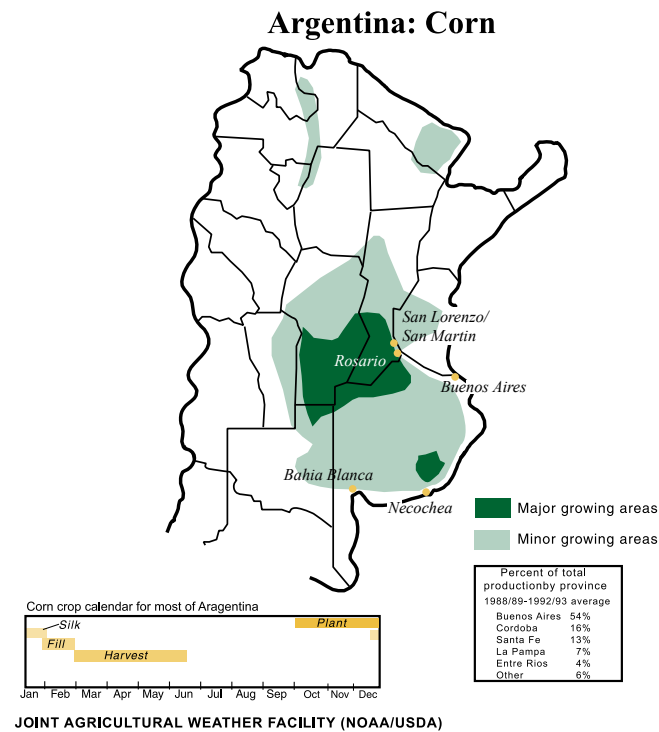 Argentina: Corn
San Lorenzo/
San Martin
Rosario
Buenos Aires
Bahia Blanca
Necochea
Major growing areas
Minor growing areas
Percent of total
productionby province
1988/89-1992/93 average
Buenos Aires 54%
Cordoba 16%
Santa Fe 13%
La Pampa 7%
Entre Rios 4%
Other 6%
Corn crop calendar for most of Aragentina
Plant
Silk
Fill
Harvest
Jan Feb Mar Apr May Jun Jul Aug Sep Oct Nov Dec
JOINT AGRICULTURAL WEATHER FACILITY (NOAA/USDA)